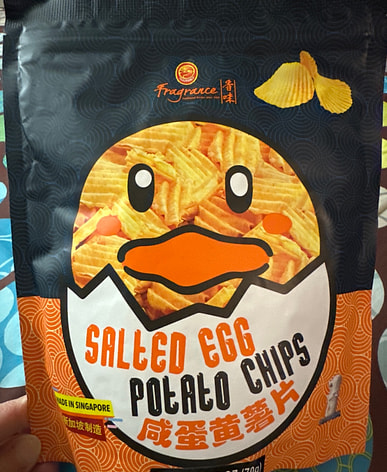 Fragrance 香味
SALTED EGG
POTATO CHIPS
咸蛋黄薯片
MADE IN SINGAPORE
加坡制造
(70g)